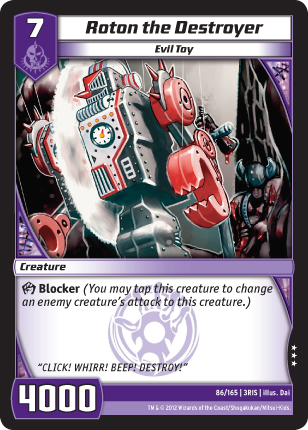 7
Roton the Destroyer
Evil Toy
Creature
Blocker (You may tap this creature to change
an enemy creature's attack to this creature.)
"CLICK! WHIRR! BEEP! DESTROY!"
4000
86/165 | 3RIS | illus. Dai
TM & © 2012 Wizards of the Coast/Shogakukan/Mitsui-Kids